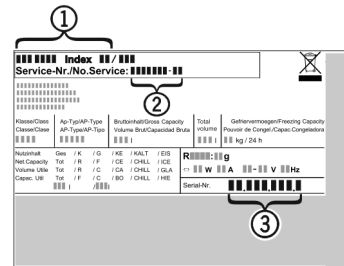 1
Index /
Service-Nr./No.Service: -
2
Klasse/Class
Classe/Clase
Ap-Typ/AP-Type
AP-Type/AP-Tipo
Bruttoinhalt/Gross Capacity
Volume Brut/Capacidad Bruta
l
Total
volume
l
Gefriervermoegen/Freezing Capacity
Pouvoir de Congel./Capac.Congeladora
kg / 24 h
Nutzinhalt Ges / K / G / KE / KALT / EIS
Net.Capacity Tot / R / F / CE / CHILL / ICE
Volume Utile Tot / R / C / CA / CHILL / GLA
Capac. Util Tot / F / C / BO / CHILL / HIE
l / l
R : g
W A - V Hz
Serial-Nr. . . .
3